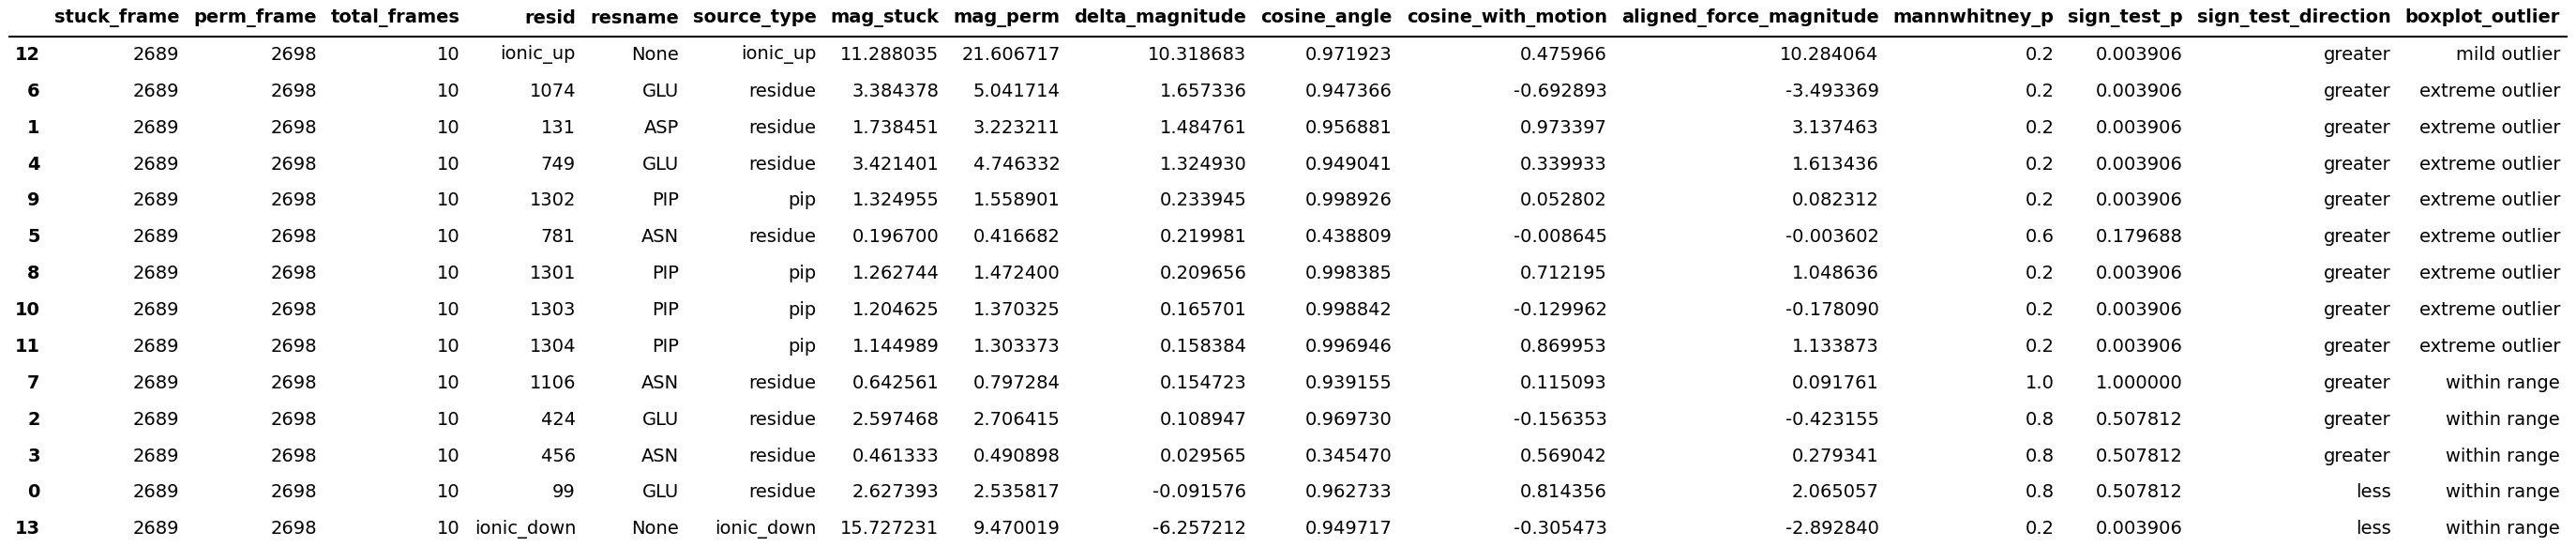 stuck_frame perm_frame total_frames resid resname source_type mag_stuck mag_perm delta_magnitude cosine_angle cosine_with_motion aligned_force_magnitude mannwhitney_p sign_test_p sign_test_direction boxplot_outlier
12 2689 2698 10 ionic_up None ionic_up 11.288035 21.606717 10.318683 0.971923 0.475966 10.284064 0.2 0.003906 greater mild outlier
6 2689 2698 10 1074 GLU residue 3.384378 5.041714 1.657336 0.947366 -0.692893 -3.493369 0.2 0.003906 greater extreme outlier
1 2689 2698 10 131 ASP residue 1.738451 3.223211 1.484761 0.956881 0.973397 3.137463 0.2 0.003906 greater extreme outlier
4 2689 2698 10 749 GLU residue 3.421401 4.746332 1.324930 0.949041 0.339933 1.613436 0.2 0.003906 greater extreme outlier
9 2689 2698 10 1302 PIP pip 1.324955 1.558901 0.233945 0.998926 0.052802 0.082312 0.2 0.003906 greater extreme outlier
5 2689 2698 10 781 ASN residue 0.196700 0.416682 0.219981 0.438809 -0.008645 -0.003602 0.6 0.179688 greater extreme outlier
8 2689 2698 10 1301 PIP pip 1.262744 1.472400 0.209656 0.998385 0.712195 1.048636 0.2 0.003906 greater extreme outlier
10 2689 2698 10 1303 PIP pip 1.204625 1.370325 0.165701 0.998842 -0.129962 -0.178090 0.2 0.003906 greater extreme outlier
11 2689 2698 10 1304 PIP pip 1.144989 1.303373 0.158384 0.996946 0.869953 1.133873 0.2 0.003906 greater extreme outlier
7 2689 2698 10 1106 ASN residue 0.642561 0.797284 0.154723 0.939155 0.115093 0.091761 1.0 1.000000 greater within range
2 2689 2698 10 424 GLU residue 2.597468 2.706415 0.108947 0.969730 -0.156353 -0.423155 0.8 0.507812 greater within range
3 2689 2698 10 456 ASN residue 0.461333 0.490898 0.029565 0.345470 0.569042 0.279341 0.8 0.507812 greater within range
0 2689 2698 10 99 GLU residue 2.627393 2.535817 -0.091576 0.962733 0.814356 2.065057 0.8 0.507812 less within range
13 2689 2698 10 ionic_down None ionic_down 15.727231 9.470019 -6.257212 0.949717 -0.305473 -2.892840 0.2 0.003906 less within range